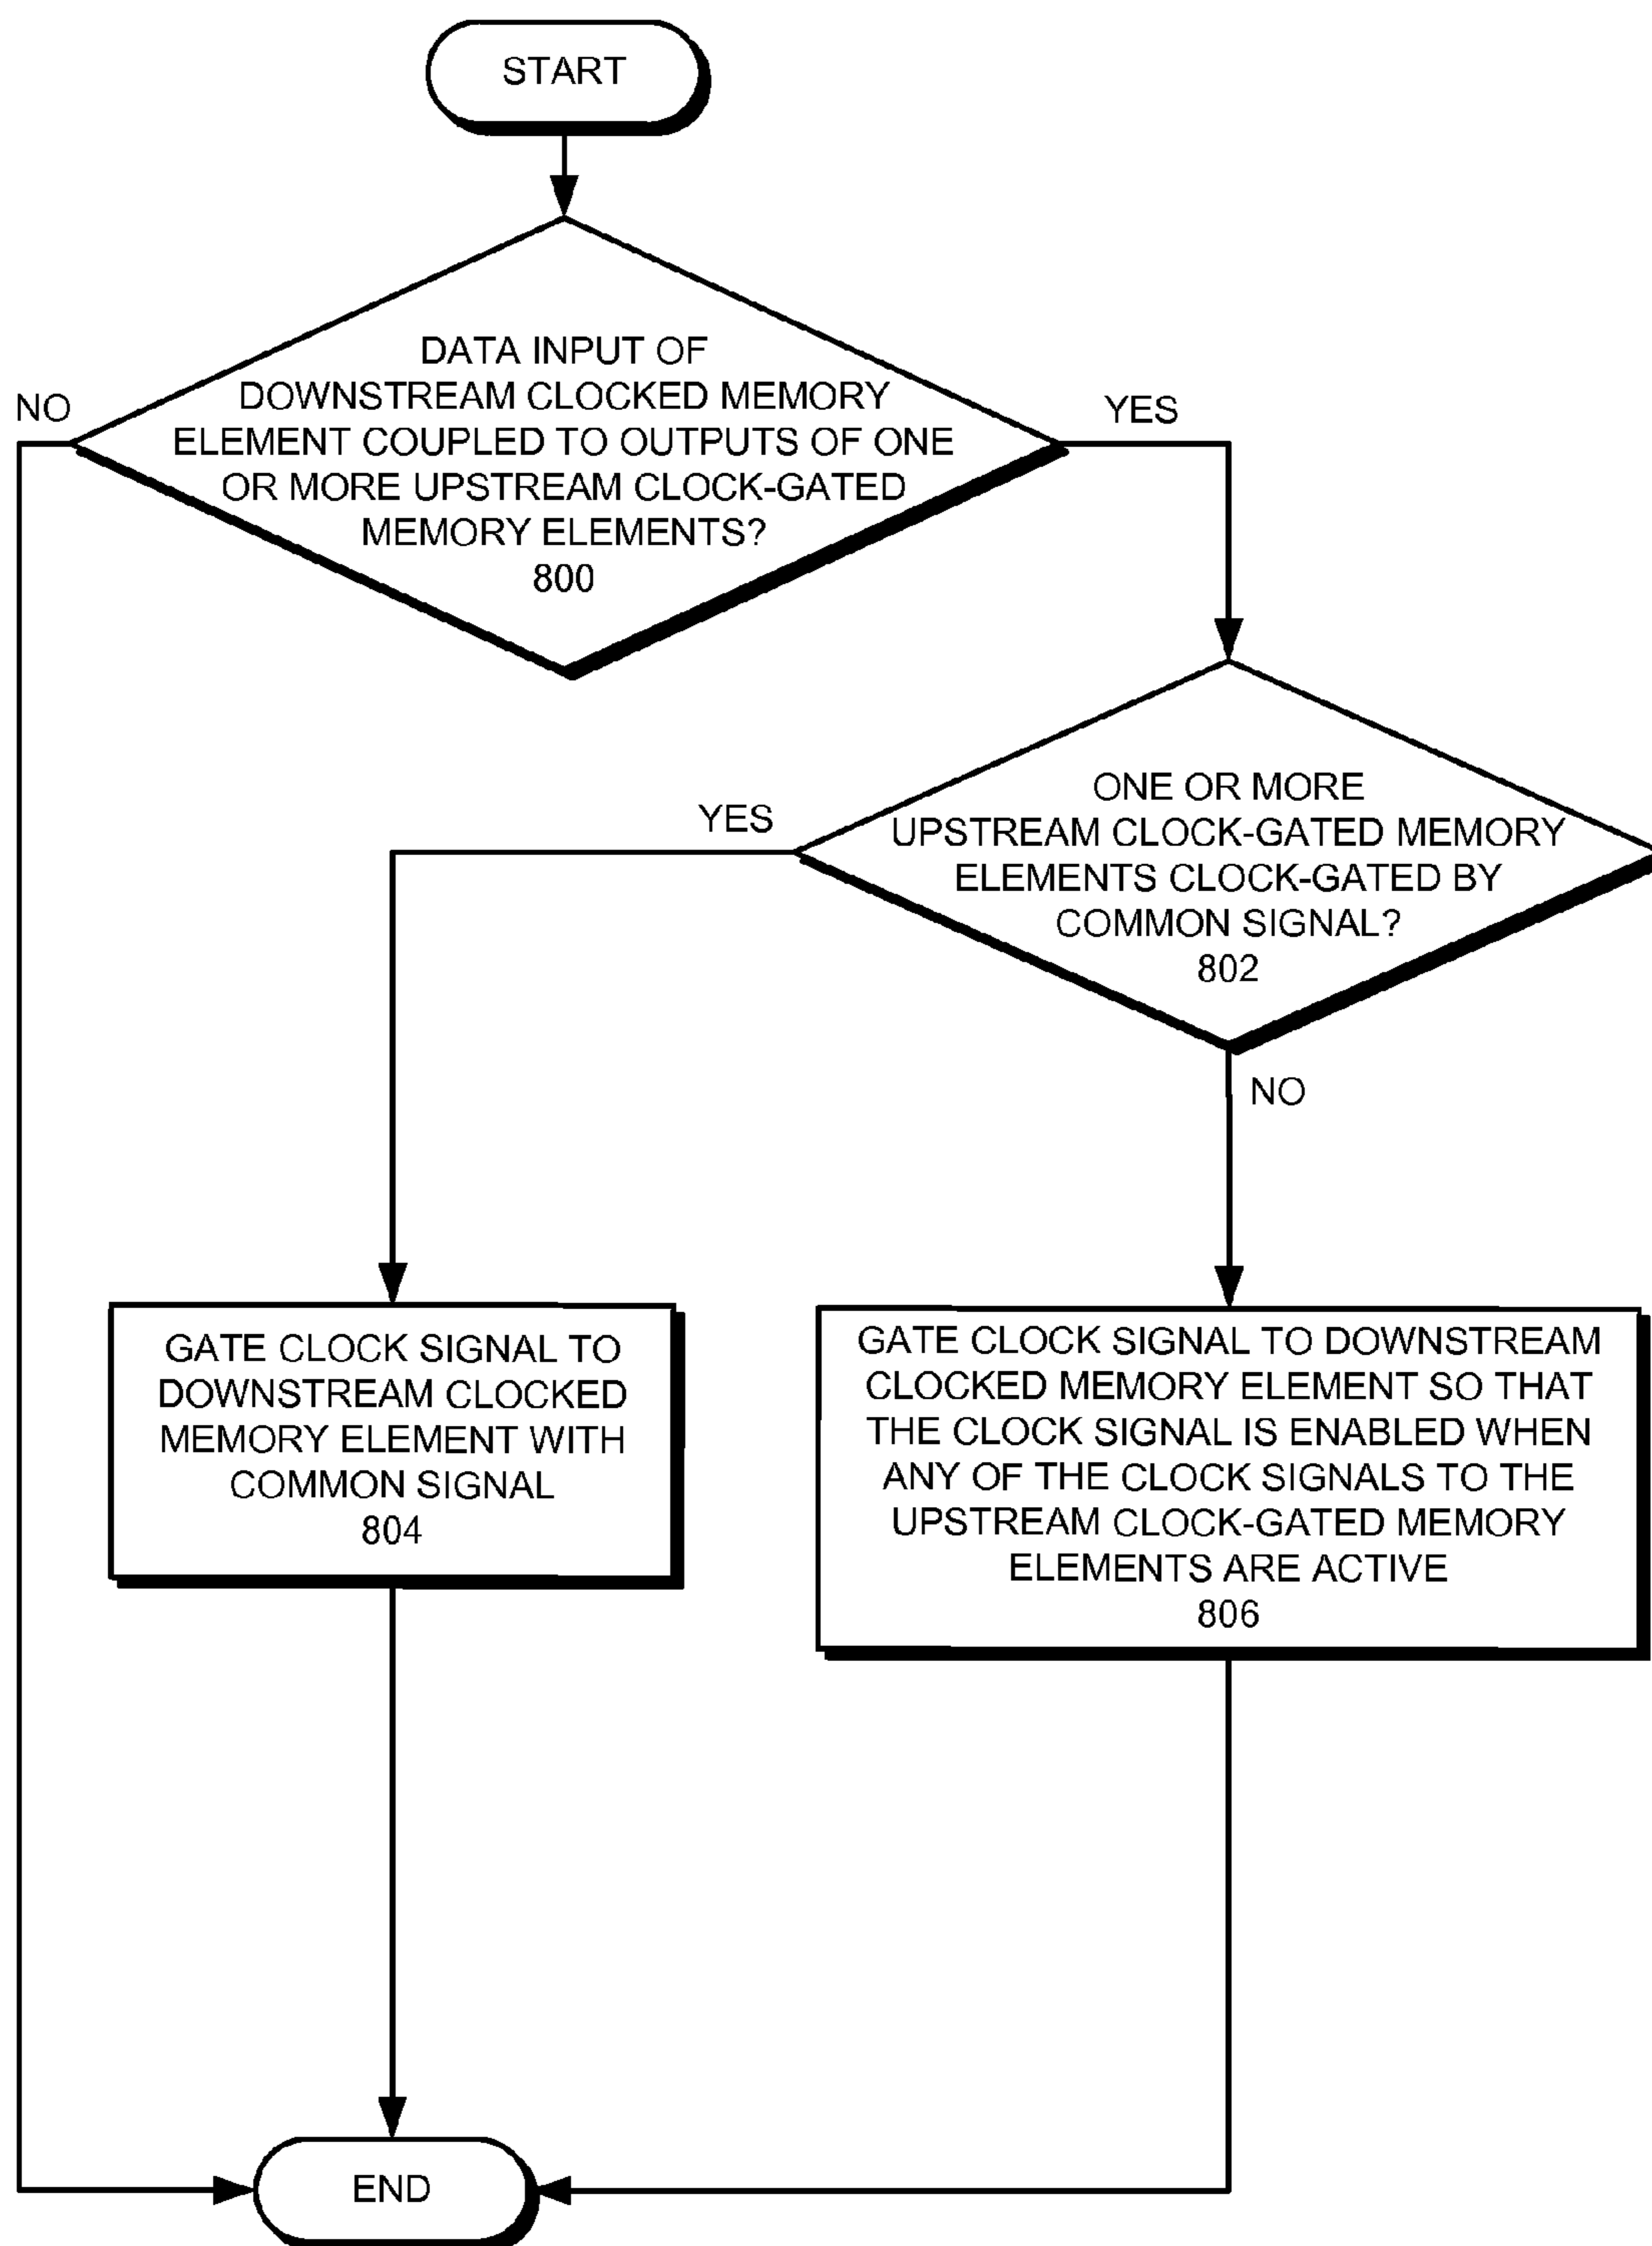 START
DATA INPUT OF
DOWNSTREAM CLOCKED MEMORY
ELEMENT COUPLED TO OUTPUTS OF ONE
OR MORE UPSTREAM CLOCK-GATED
MEMORY ELEMENTS?
800
NO
YES
ONE OR MORE
UPSTREAM CLOCK-GATED MEMORY
ELEMENTS CLOCK-GATED BY
COMMON SIGNAL?
802
YES
NO
GATE CLOCK SIGNAL TO
DOWNSTREAM CLOCKED
MEMORY ELEMENT WITH
COMMON SIGNAL
804
GATE CLOCK SIGNAL TO DOWNSTREAM
CLOCKED MEMORY ELEMENT SO THAT
THE CLOCK SIGNAL IS ENABLED WHEN
ANY OF THE CLOCK SIGNALS TO THE
UPSTREAM CLOCK-GATED MEMORY
ELEMENTS ARE ACTIVE
806
END